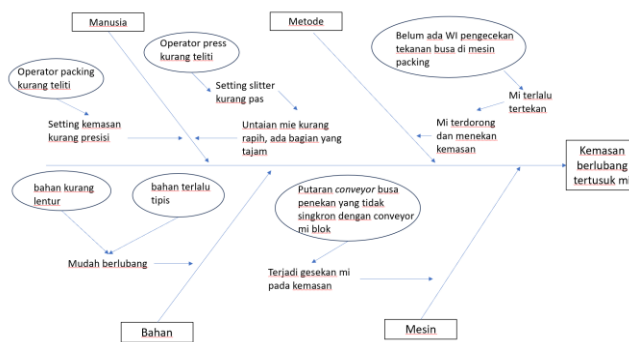 Manusia
Metode
Operator press
kurang teliti
Belum ada WI pengecekan
tekanan busa di mesin
packing
Operator packing
kurang teliti
Setting slitter
kurang pas
Mi terlalu
tertekan
Setting kemasan
kurang presisi
Untaian mie kurang
rapih, ada bagian yang
tajam
Mi terdorong
dan menekan
kemasan
Kemasan
berlubang
tertusuk mi
bahan kurang
lentur
bahan terlalu
tipis
Putaran conveyor busa
penekan yang tidak
singkron dengan conveyor
mi blok
Mudah berlubang
Terjadi gesekan mi
pada kemasan
Bahan
Mesin